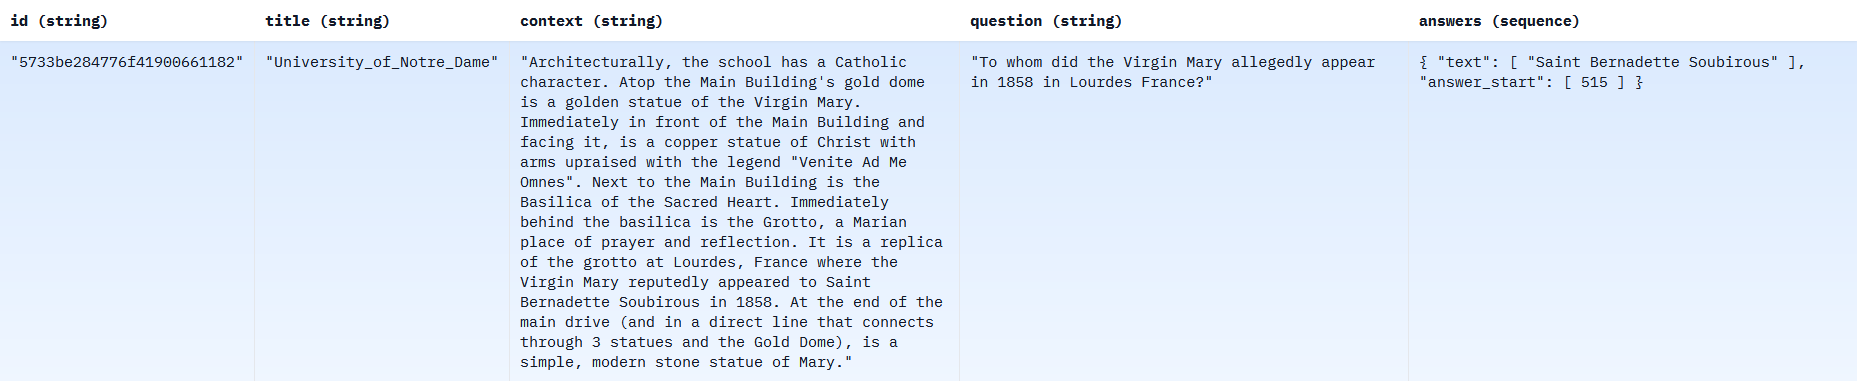 id (string) title (string) context (string) question (string) answers (sequence)
"5733be284776f41900661182"
"University_of_Notre_Dame"
"Architecturally, the school has a Catholic
character. Atop the Main Building's gold dome
is a golden statue of the Virgin Mary.
Immediately in front of the Main Building and
facing it, is a copper statue of Christ with
arms upraised with the legend "Venite Ad Me
Omnes". Next to the Main Building is the
Basilica of the Sacred Heart. Immediately
behind the basilica is the Grotto, a Marian
place of prayer and reflection. It is a replica
of the grotto at Lourdes, France where the
Virgin Mary reputedly appeared to Saint
Bernadette Soubirous in 1858. At the end of the
main drive (and in a direct line that connects
through 3 statues and the Gold Dome), is a
simple, modern stone statue of Mary."
"To whom did the Virgin Mary allegedly appear
in 1858 in Lourdes France?"
{ "text": [ "Saint Bernadette Soubirous" ],
"answer_start": [ 515 ] }